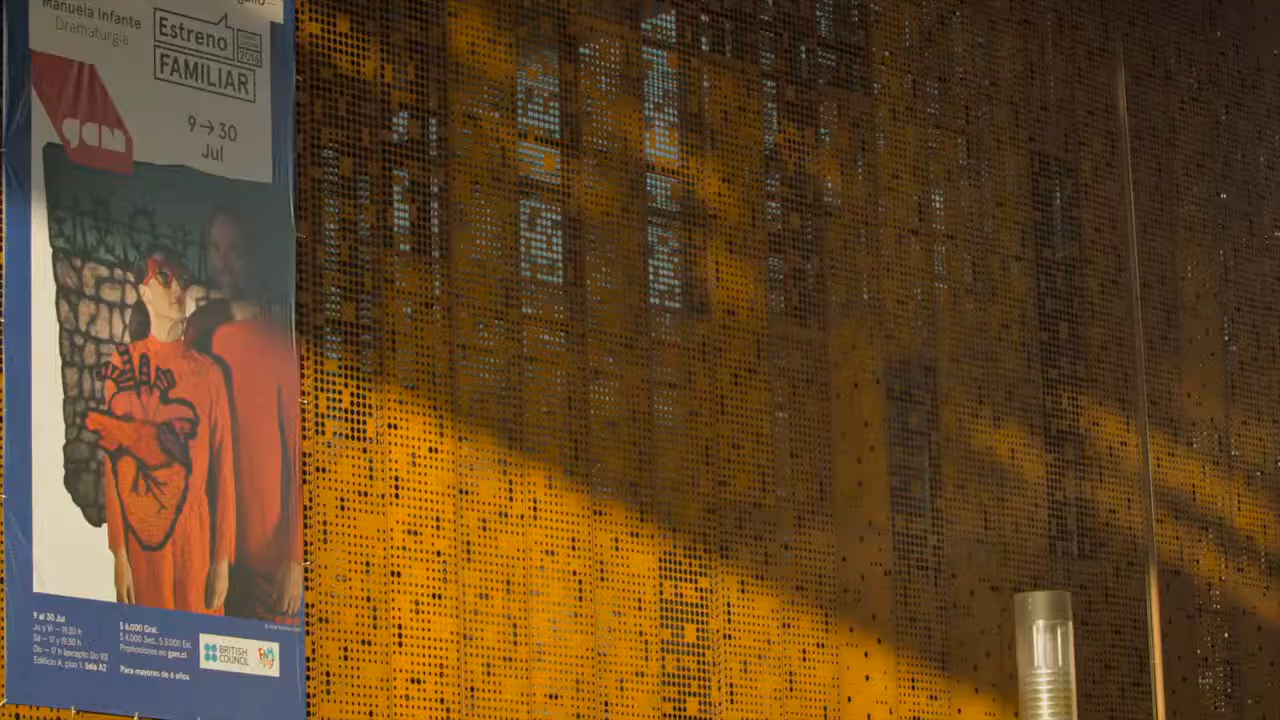 Manuela Infante
Dramaturgia
Estreno
2016
FAMILIAR
gam
9→30
Jul
9 al 30 Jul
Ju y Vi — 19.30 h
Sa — 17 y 19.30 h
Do — 17 h (excepto Do 10)
Edificio A, piso 1, Sala A2
$ 6.000 Gral.
$ 4.000 3ed., $ 3.000 Est.
Promociones en gam.cl
Para mayores de 6 años
BRITISH
COUNCIL